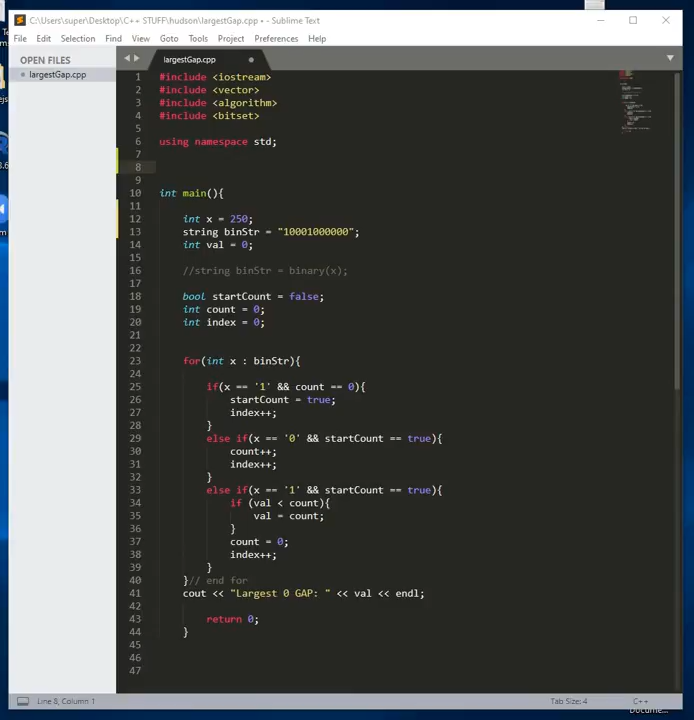 C:\Users\super\Desktop\C++ STUFF\hudson\largestGap.cpp • - Sublime Text
File Edit Selection Find View Goto Tools Project Preferences Help
OPEN FILES
largestGap.cpp
largestGap.cpp
1 #include <iostream>
2 #include <vector>
3 #include <algorithm>
4 #include <bitset>
5
6 using namespace std;
7
8
9
10 int main(){
11
12 int x = 250;
13 string binStr = "10001000000";
14 int val = 0;
15
16 //string binStr = binary(x);
17
18 bool startCount = false;
19 int count = 0;
20 int index = 0;
21
22
23 for(int x : binStr){
24
25 if(x == '1' && count == 0){
26 startCount = true;
27 index++;
28 }
29 else if(x == '0' && startCount == true){
30 count++;
31 index++;
32 }
33 else if(x == '1' && startCount == true){
34 if (val < count){
35 val = count;
36 }
37 count = 0;
38 index++;
39 }
40 }// end for
41 cout << "Largest 0 GAP: " << val << endl;
42
43 return 0;
44 }
45
46
47
Line 8, Column 1
Tab Size: 4
C++